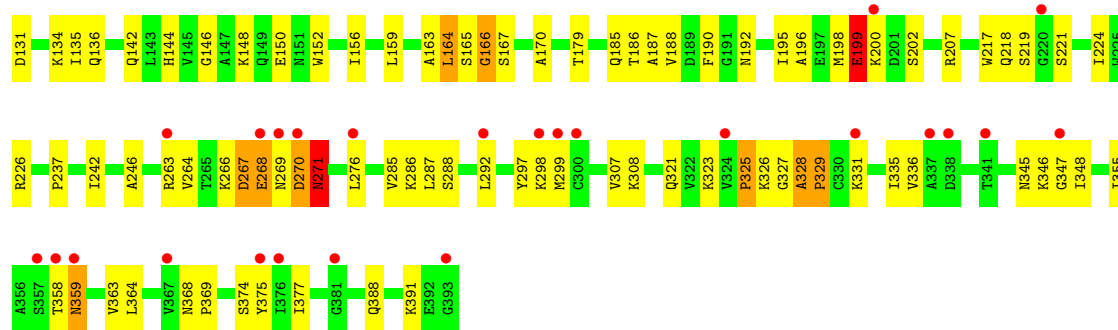 D131 K134 I135 Q136 Q142 L143 H144 V145 G146 A147 K148 Q149 E150 N151 W152 I156 L159 A163 L164 S165 G166 S167 A170 T179 Q185 T186 A187 V188 D189 F190 G191 N192 I195 A196 E197 M198 E199 K200 D201 S202 R207 W217 Q218 S219 G220 S221 I224 W225
R226 P237 I242 A246 R263 V264 T265 K266 D267 E268 N269 D270 N271 L276 V285 K286 L287 S288 L292 Y297 K298 M299 C300 V307 K308 Q321 V322 K323 V324 P325 K326 G327 A328 P329 C330 K331 I335 V336 A337 D338 T341 N345 K346 G347 I348 I355
A356 S357 T358 N359 V363 L364 V367 N368 P369 S374 Y375 I376 I377 G381 Q388 K391 E392 G393